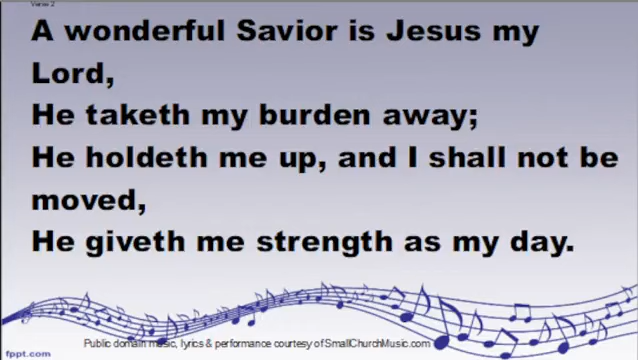 Verse 2
A wonderful Savior is Jesus my
Lord,
He taketh my burden away;
He holdeth me up, and I shall not be
moved,
He giveth me strength as my day.
Public domain music, lyrics & performance courtesy of SmallChurchMusic.com
fppt.com